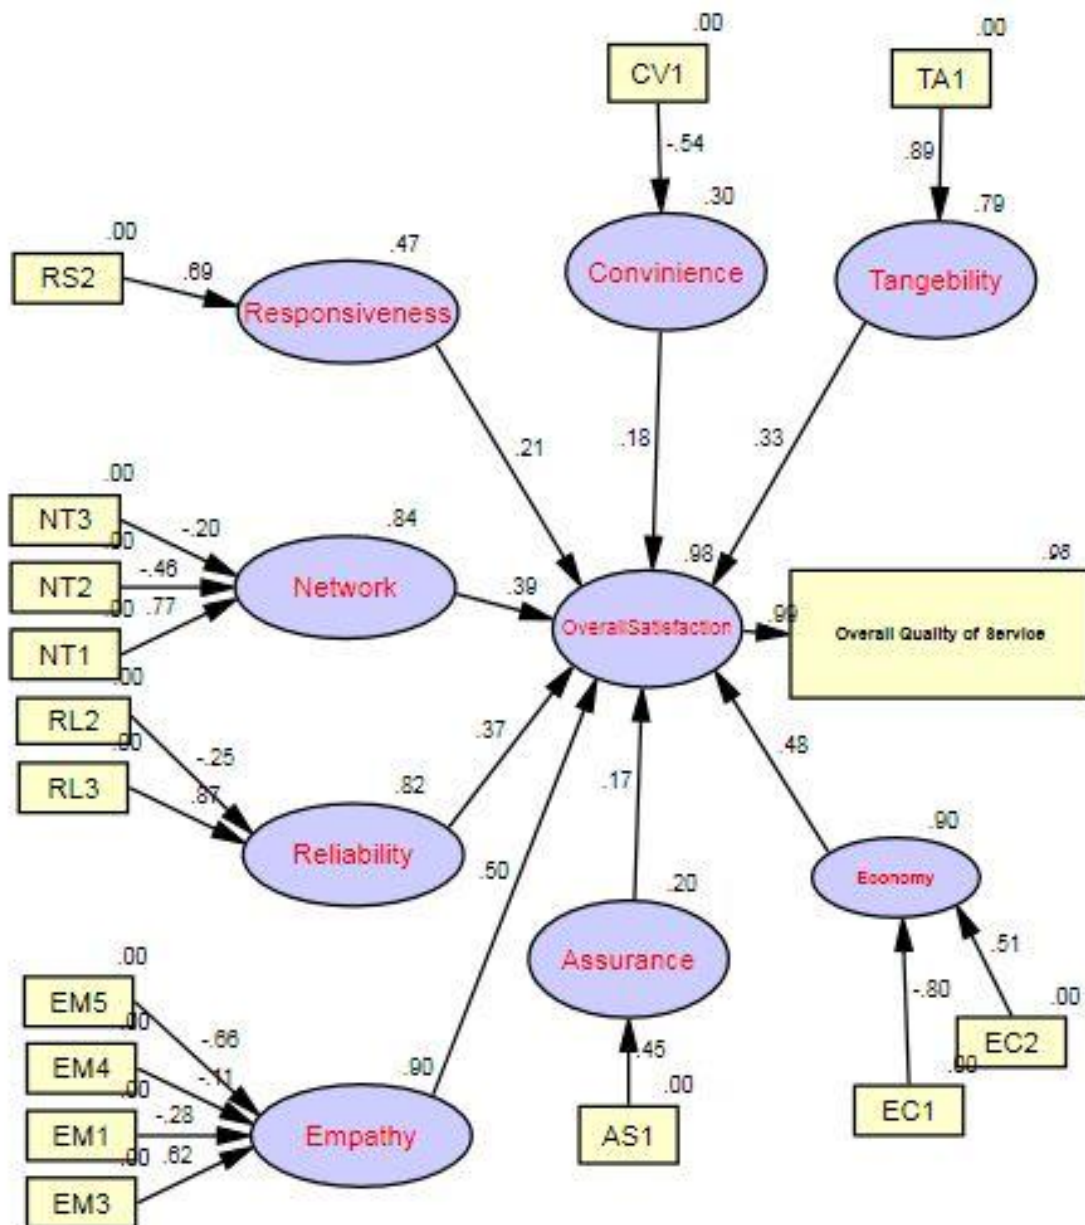 .00
.00
CV1
TA1
-.54
.89
.30
.79
.00
.47
RS2
.69
Convinience
Tangebility
Responsiveness
.21
.18
.33
.00
NT3
-.20
.84
.00
NT2
-.46
Network
.39
.98
OverallSatisfaction
.99
Overall Quality of Service
.00
.77
NT1
.00
RL2
-.25
.37
.48
.00
RL3
.87
.82
.17
.90
Reliability
.50
.20
Economy
Assurance
.51
.00
EM5
-.66
-.80
.00
EM4
-.11
.90
.45
.00
EC2
.00
.00
EC1
.00
EM1
-.28
Empathy
AS1
.00
.62
EM3